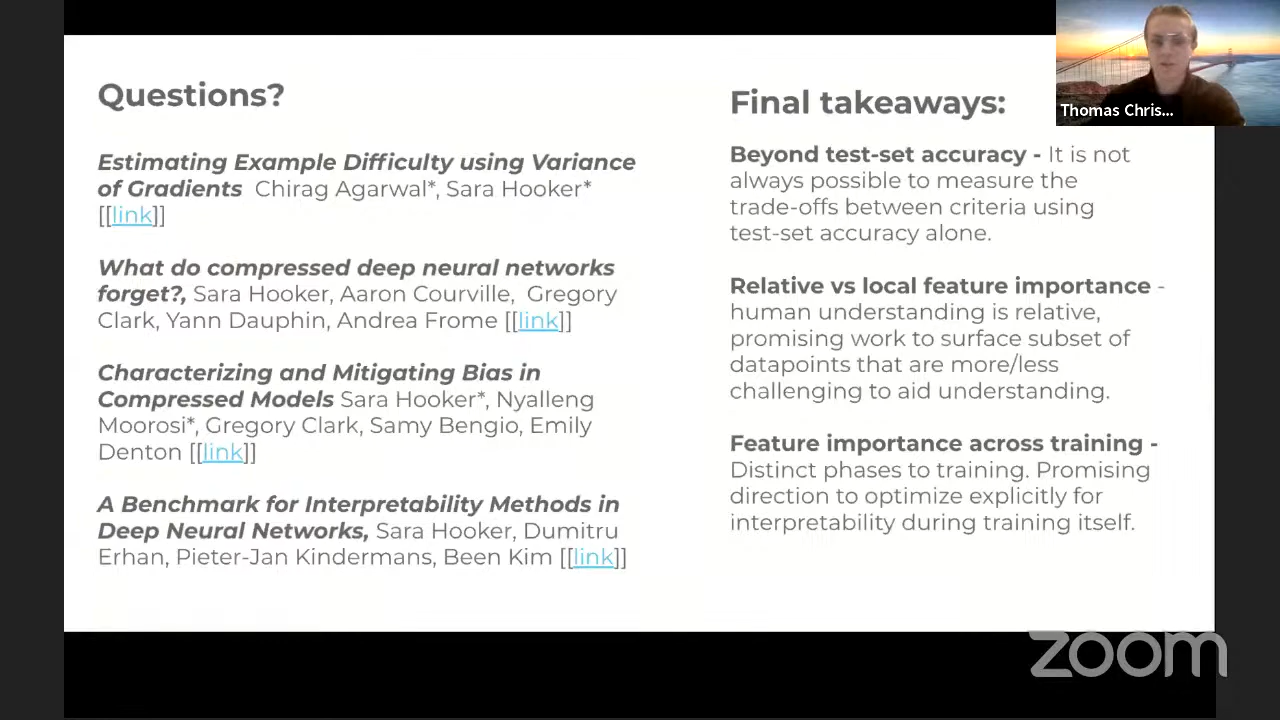 Questions?
Estimating Example Difficulty using Variance
of Gradients Chirag Agarwal*, Sara Hooker*
[[link]]
What do compressed deep neural networks
forget?, Sara Hooker, Aaron Courville, Gregory
Clark, Yann Dauphin, Andrea Frome [[link]]
Characterizing and Mitigating Bias in
Compressed Models Sara Hooker*, Nyalleng
Moorosi*, Gregory Clark, Samy Bengio, Emily
Denton [[link]]
A Benchmark for Interpretability Methods in
Deep Neural Networks, Sara Hooker, Dumitru
Erhan, Pieter-Jan Kindermans, Been Kim [[link]]
Final takeaways:
Beyond test-set accuracy - It is not
always possible to measure the
trade-offs between criteria using
test-set accuracy alone.
Relative vs local feature importance -
human understanding is relative,
promising work to surface subset of
datapoints that are more/less
challenging to aid understanding.
Feature importance across training -
Distinct phases to training. Promising
direction to optimize explicitly for
interpretability during training itself.
Thomas Chris...
zoom